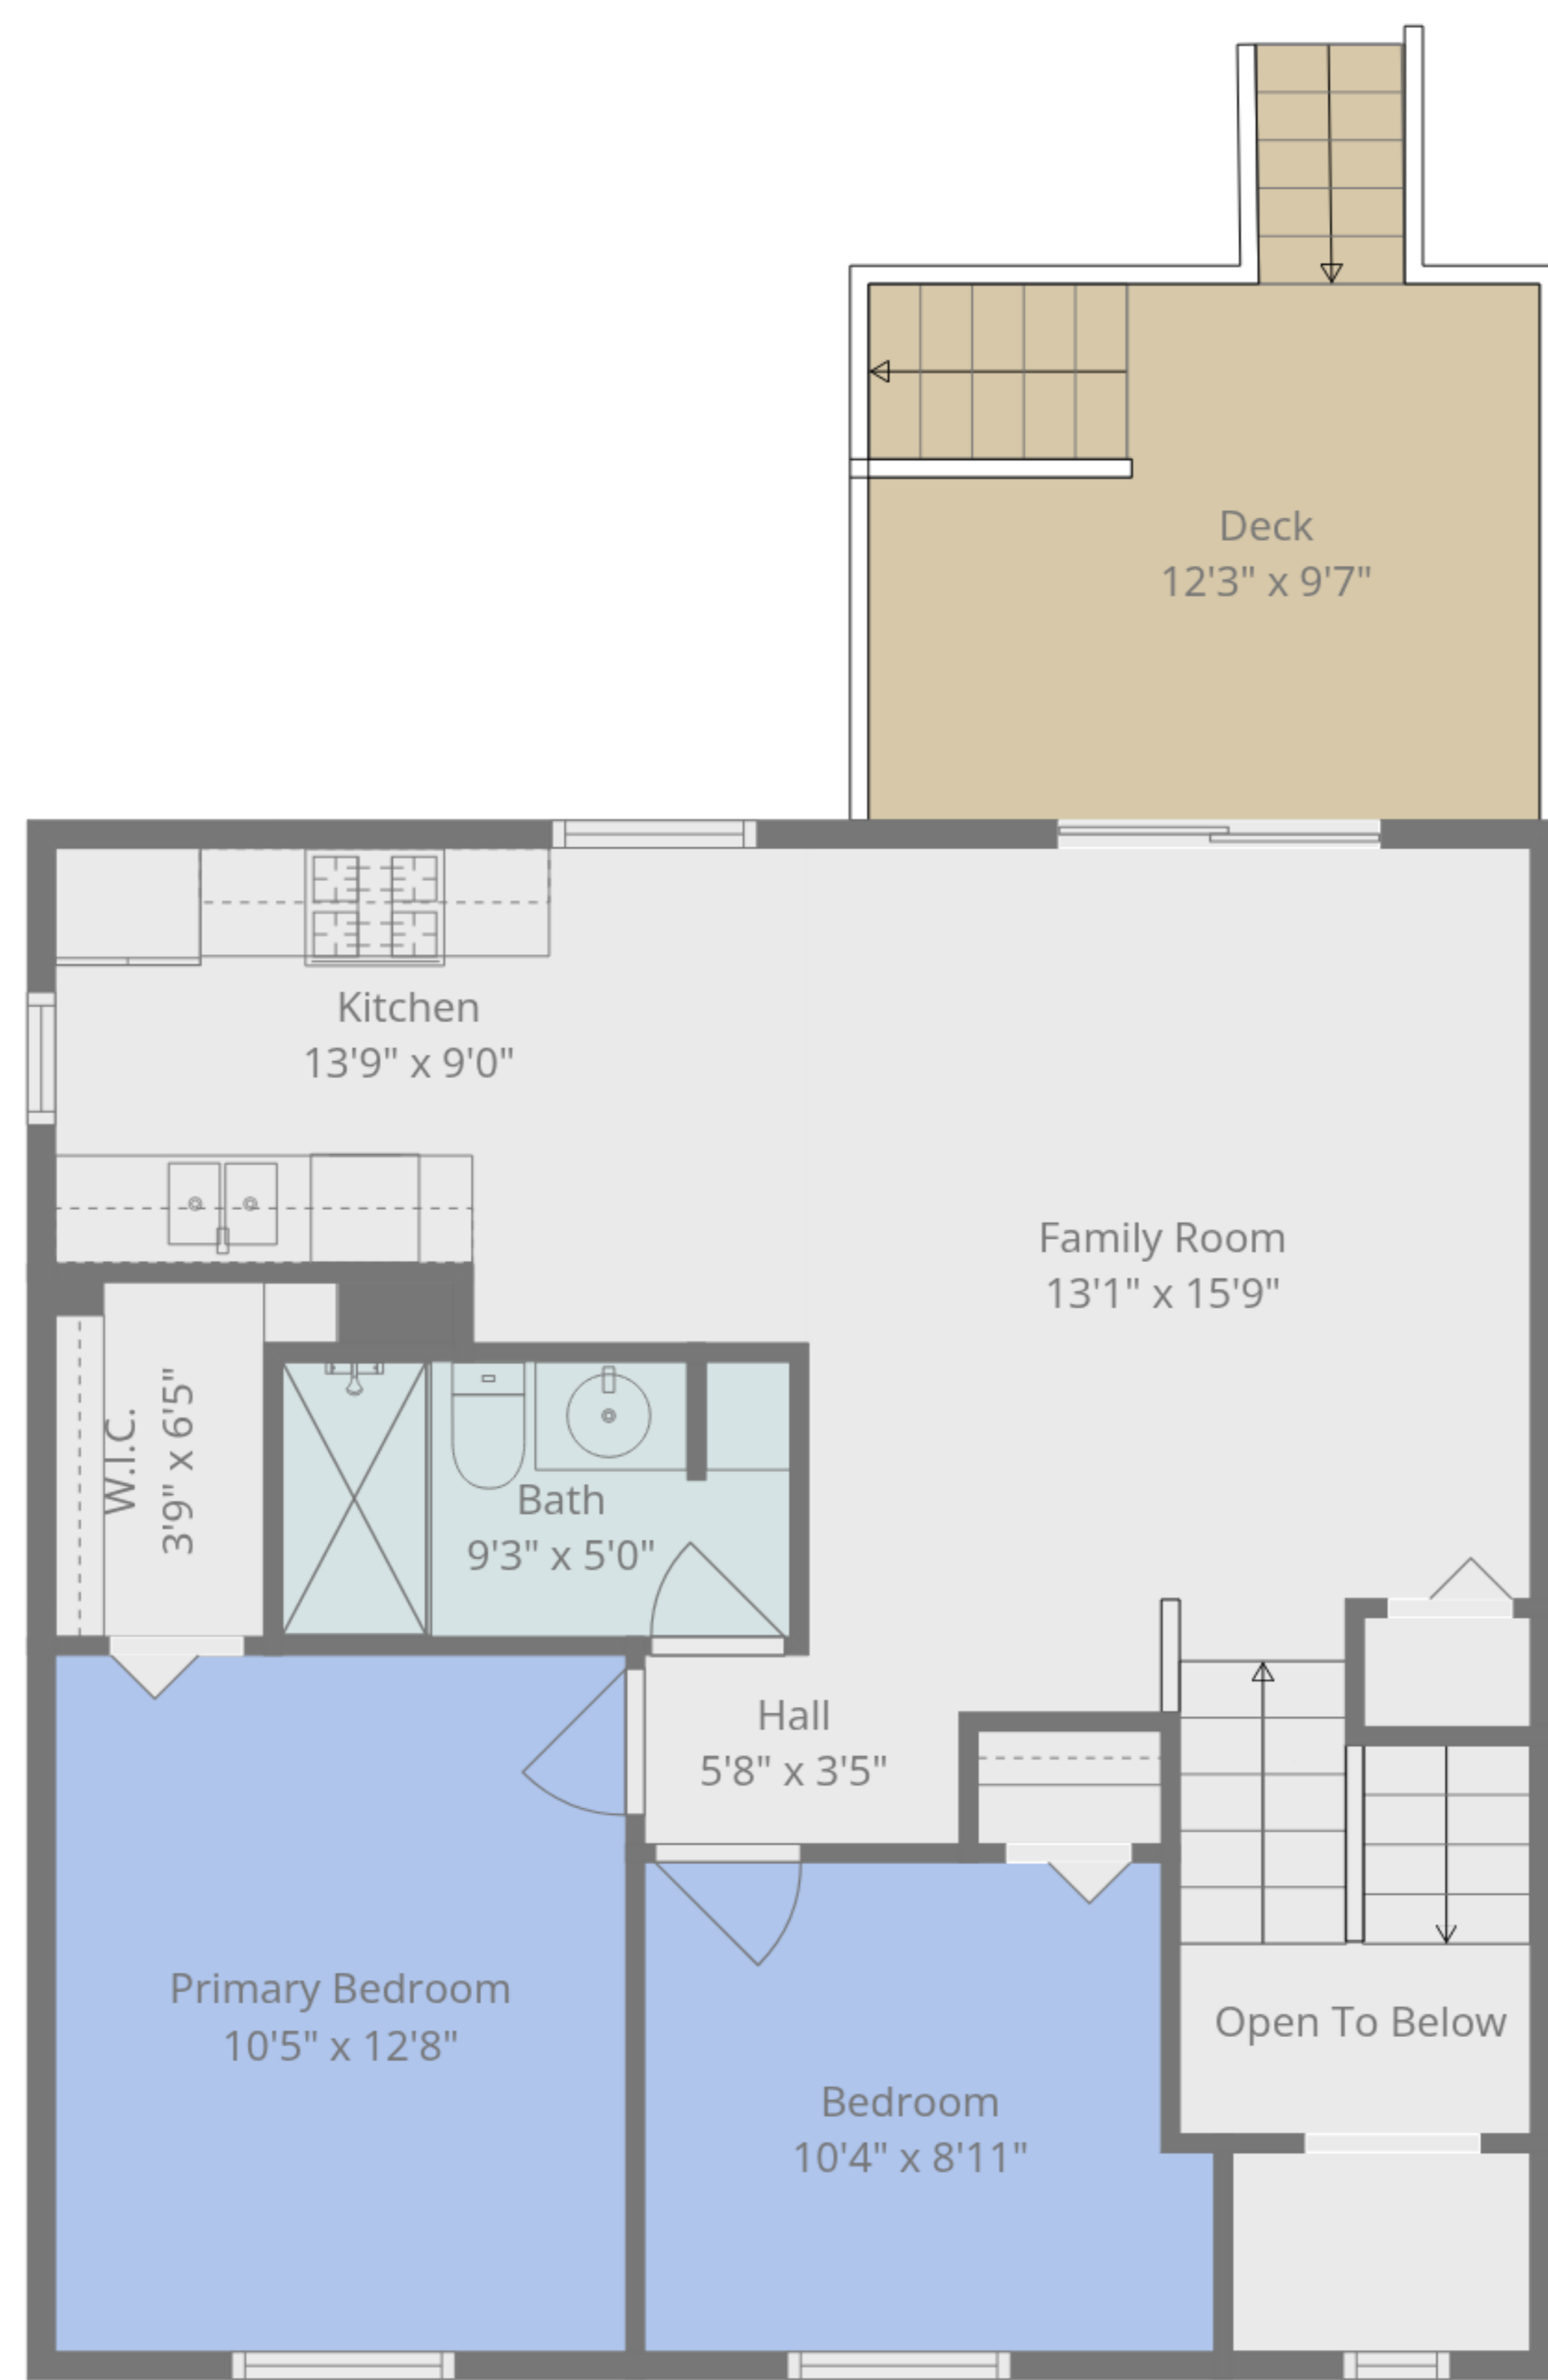 Deck
12'3" x 9'7"
Kitchen
13'9" x 9'0"
Family Room
13'1" x 15'9"
W.I.C.
3'9" x 6'5"
Bath
9'3" x 5'0"
Hall
5'8" x 3'5"
Primary Bedroom
10'5" x 12'8"
Open To Below
Bedroom
10'4" x 8'11"